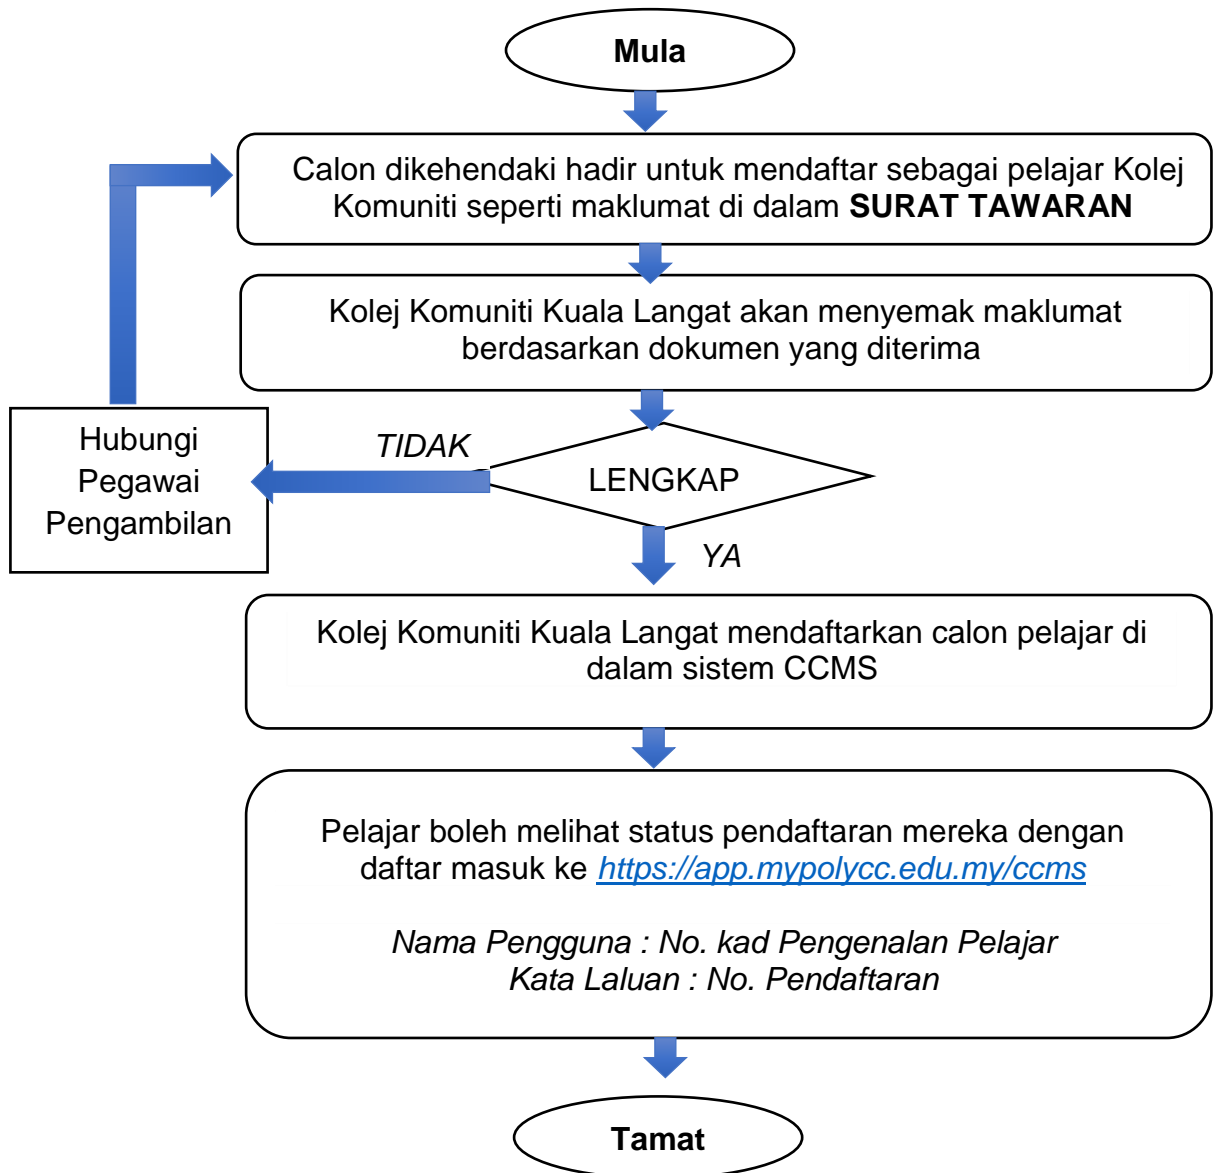 Mula
Calon dikehendaki hadir untuk mendaftar sebagai pelajar Kolej
Komuniti seperti maklumat di dalam SURAT TAWARAN
Kolej Komuniti Kuala Langat akan menyemak maklumat
berdasarkan dokumen yang diterima
Hubungi
Pegawai
Pengambilan
TIDAK
LENGKAP
YA
Kolej Komuniti Kuala Langat mendaftarkan calon pelajar di
dalam sistem CCMS
Pelajar boleh melihat status pendaftaran mereka dengan
daftar masuk ke https://app.mypolycc.edu.my/ccms
Nama Pengguna : No. kad Pengenalan Pelajar
Kata Laluan : No. Pendaftaran
Tamat